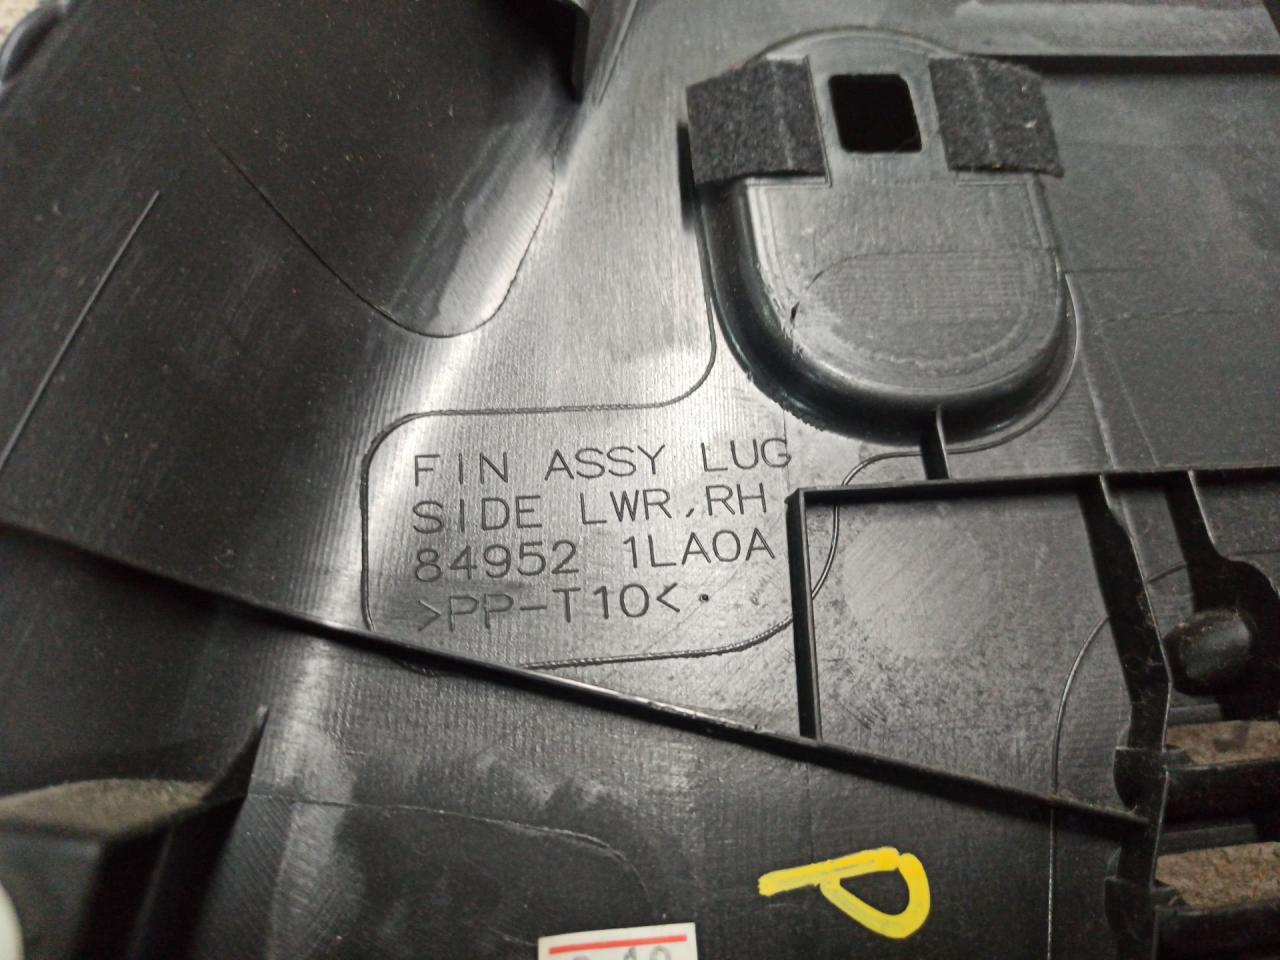 FIN ASSY LUG
SIDE LWR,RH
84952 1LA0A
>PP-T10<
P